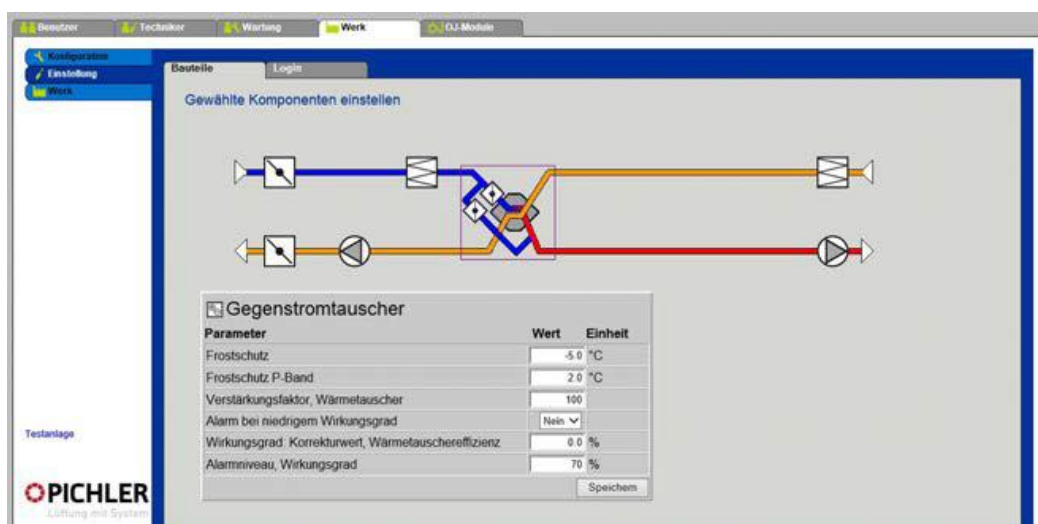 Benutzer Techniker Wartung Werk OJ-Module
Konfiguration
Einstellung
Werk
Bauteile Login
Gewählte Komponenten einstellen
Gegenstromtauscher
Parameter Wert Einheit
Frostschutz -5.0 °C
Frostschutz P-Band 2.0 °C
Verstärkungsfaktor, Wärmetauscher 100
Alarm bei niedrigem Wirkungsgrad Nein
Wirkungsgrad: Korrekturwert, Wärmetauschereffizienz 0.0 %
Alarmniveau, Wirkungsgrad 70 %
Speichern
Testanlage
PICHLER
Lüftung mit System